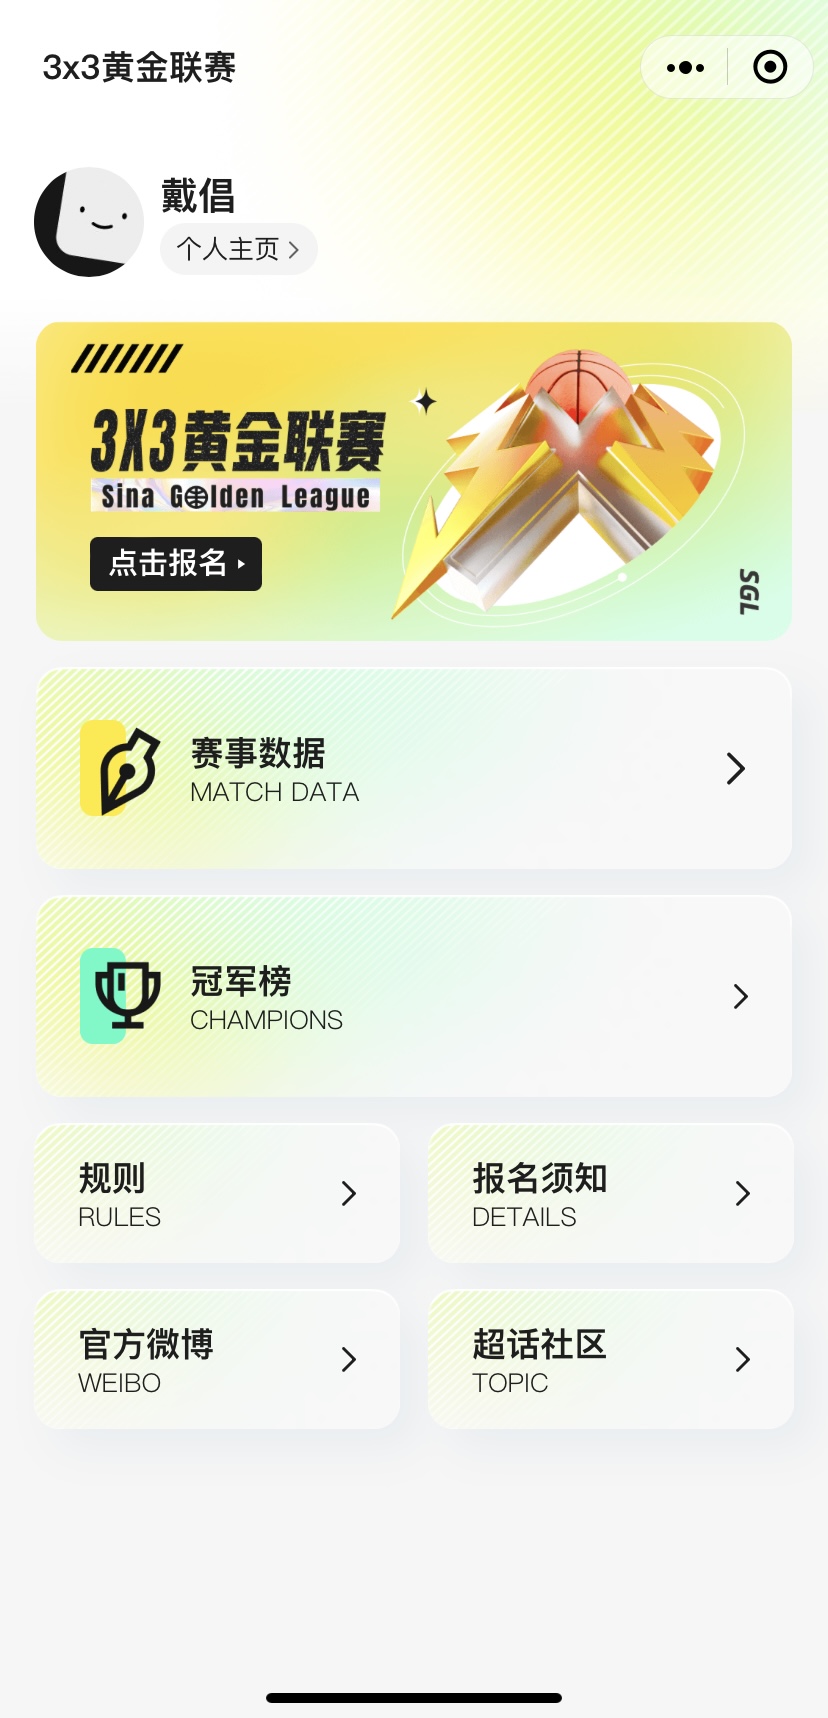 3x3黄金联赛
戴倡
个人主页
3X3黄金联赛
Sina Golden League
点击报名
SGL
赛事数据
MATCH DATA
冠军榜
CHAMPIONS
规则
RULES
报名须知
DETAILS
官方微博
WEIBO
超话社区
TOPIC